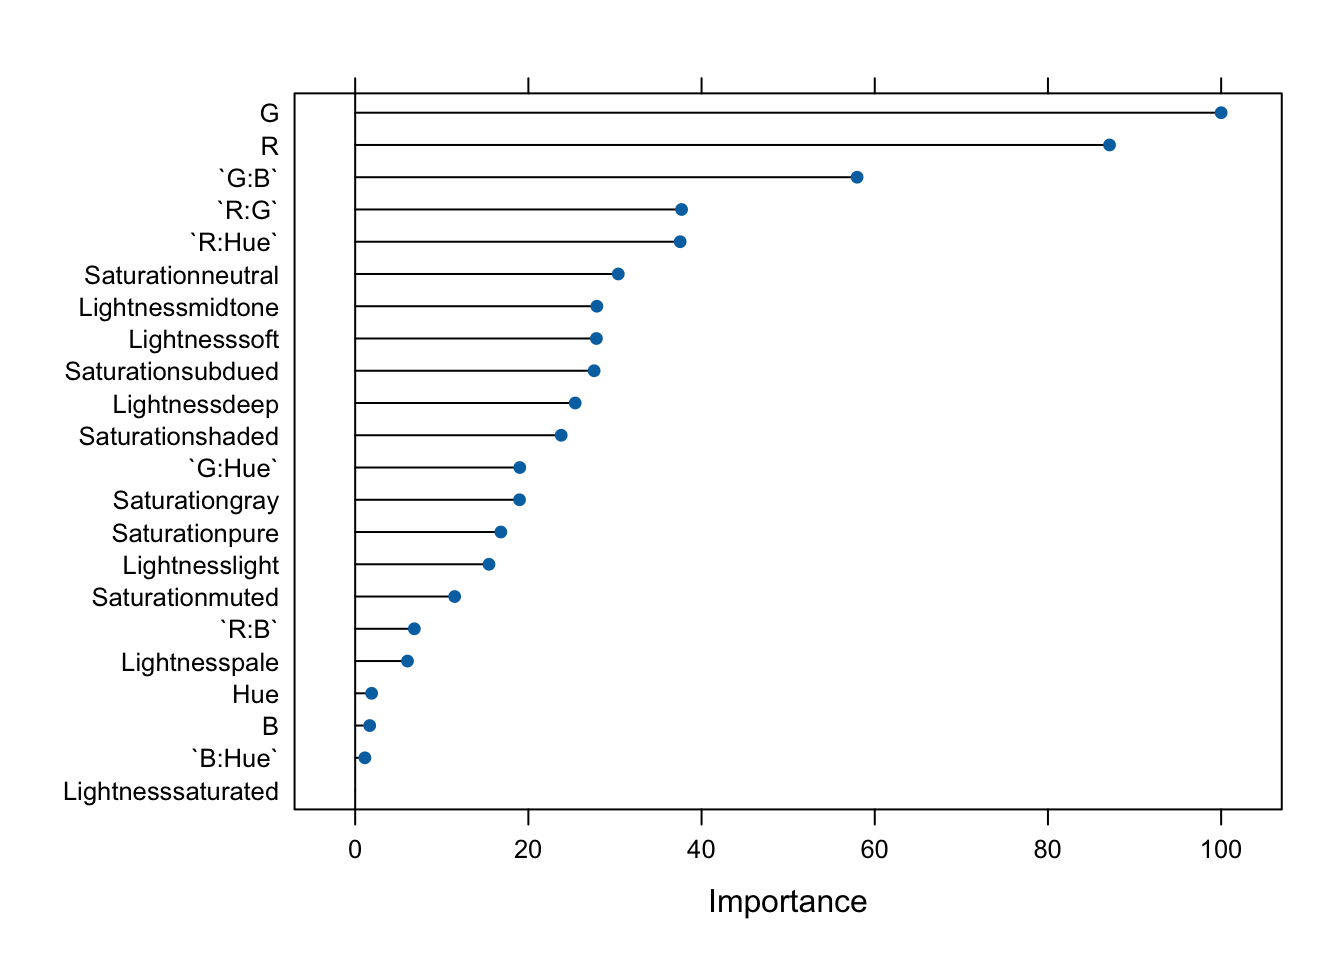 G
R
`G:B`
`R:G`
`R:Hue`
Saturationneutral
Lightnessmidtone
Lightnesssoft
Saturationsubdued
Lightnessdeep
Saturationshaded
`G:Hue`
Saturationgray
Saturationpure
Lightnesslight
Saturationmuted
`R:B`
Lightnesspale
Hue
B
`B:Hue`
Lightnesssaturated
0 20 40 60 80 100
Importance